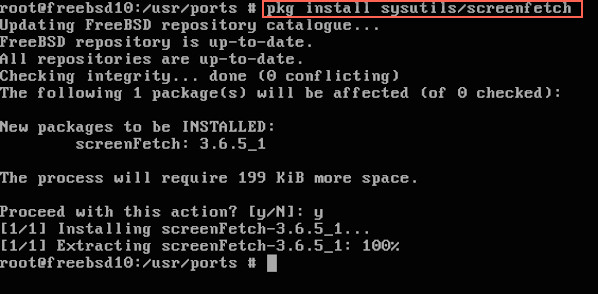 root@freebsd10:/usr/ports # pkg install sysutils/screenfetch
Updating FreeBSD repository catalogue...
FreeBSD repository is up-to-date.
All repositories are up-to-date.
Checking integrity... done (0 conflicting)
The following 1 package(s) will be affected (of 0 checked):

New packages to be INSTALLED:
        screenFetch: 3.6.5_1

The process will require 199 KiB more space.

Proceed with this action? [y/N]: y
[1/1] Installing screenFetch-3.6.5_1...
[1/1] Extracting screenFetch-3.6.5_1: 100%
root@freebsd10:/usr/ports #